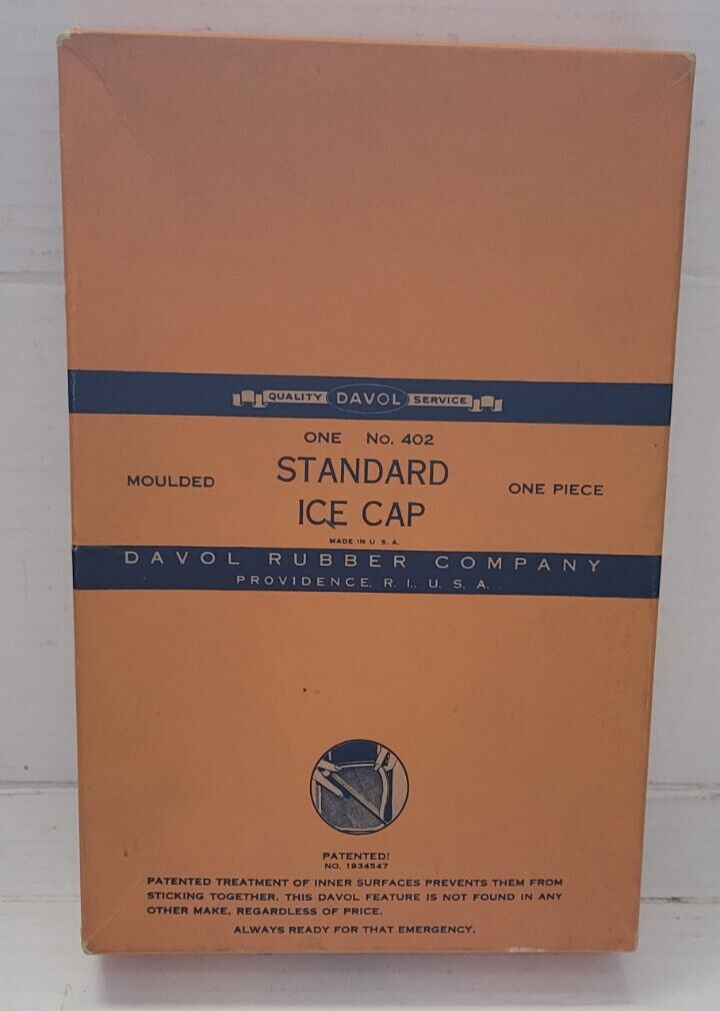 QUALITY DAVOL SERVICE
ONE No. 402
MOULDED STANDARD ONE PIECE
ICE CAP
MADE IN U. S. A.
DAVOL RUBBER COMPANY
PROVIDENCE, R. I., U. S. A.
PATENTED!
NO. 1934547
PATENTED TREATMENT OF INNER SURFACES PREVENTS THEM FROM
STICKING TOGETHER. THIS DAVOL FEATURE IS NOT FOUND IN ANY
OTHER MAKE, REGARDLESS OF PRICE.
ALWAYS READY FOR THAT EMERGENCY.